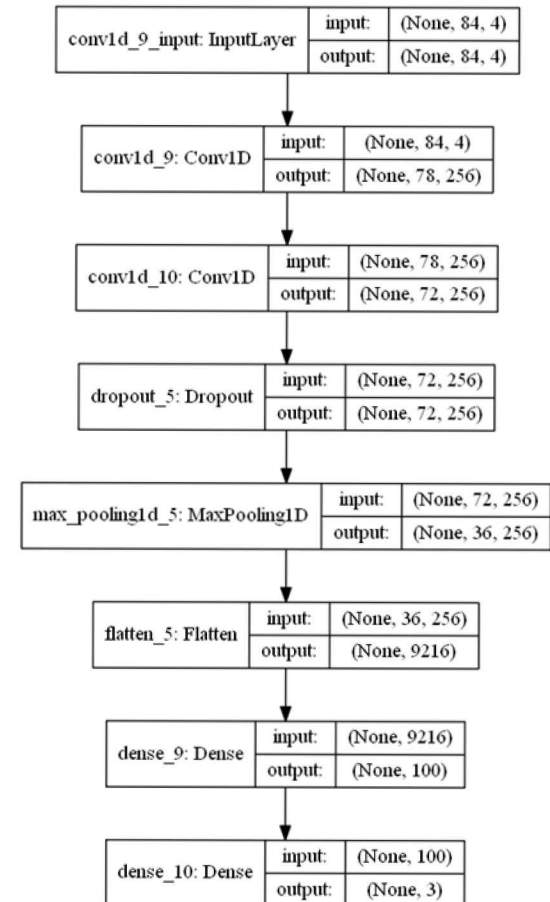 conv1d_9_input: InputLayer input: (None, 84, 4)
output: (None, 84, 4)
conv1d_9: Conv1D input: (None, 84, 4)
output: (None, 78, 256)
conv1d_10: Conv1D input: (None, 78, 256)
output: (None, 72, 256)
dropout_5: Dropout input: (None, 72, 256)
output: (None, 72, 256)
max_pooling1d_5: MaxPooling1D input: (None, 72, 256)
output: (None, 36, 256)
flatten_5: Flatten input: (None, 36, 256)
output: (None, 9216)
dense_9: Dense input: (None, 9216)
output: (None, 100)
dense_10: Dense input: (None, 100)
output: (None, 3)